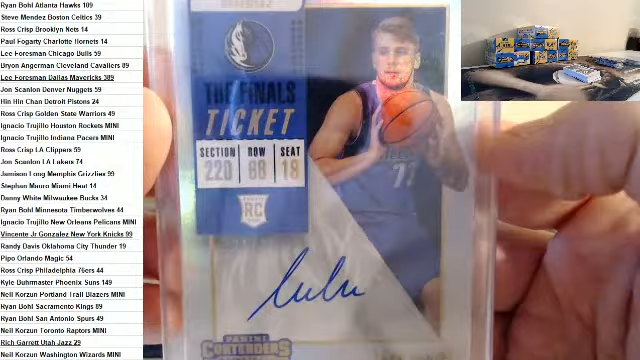 Ryan Bohl Atlanta Hawks 109
Steve Mendez Boston Celtics 39
Ross Crisp Brooklyn Nets 14
Paul Fogarty Charlotte Hornets 14
Lee Foresman Chicago Bulls 59
Bryon Angerman Cleveland Cavaliers 89
Lee Foresman Dallas Mavericks 389
Jon Scanlon Denver Nuggets 59
Hin Hin Chan Detroit Pistons 24
Ross Crisp Golden State Warriors 49
Ignacio Trujillo Houston Rockets MINI
Ignacio Trujillo Indiana Pacers MINI
Ross Crisp LA Clippers 59
Jon Scanlon LA Lakers 74
Jamison Long Memphis Grizzlies 99
Stephan Mauro Miami Heat 14
Danny White Milwaukee Bucks 34
Ryan Bohl Minnesota Timberwolves 44
Ignacio Trujillo New Orleans Pelicans MINI
Vincente Jr Gonzalez New York Knicks 99
Randy Davis Oklahoma City Thunder 19
Pipo Orlando Magic 54
Ross Crisp Philadelphia 76ers 44
Kyle Buhrmaster Phoenix Suns 149
Neil Korzun Portland Trail Blazers MINI
Ryan Bohl Sacramento Kings 89
Ryan Bohl San Antonio Spurs 49
Neil Korzun Toronto Raptors MINI
Rich Garrett Utah Jazz 29
Neil Korzun Washington Wizards MINI
THE FINALS
TICKET
SECTION ROW SEAT
220 68 18
RC
77
PANINI
CONTENDERS